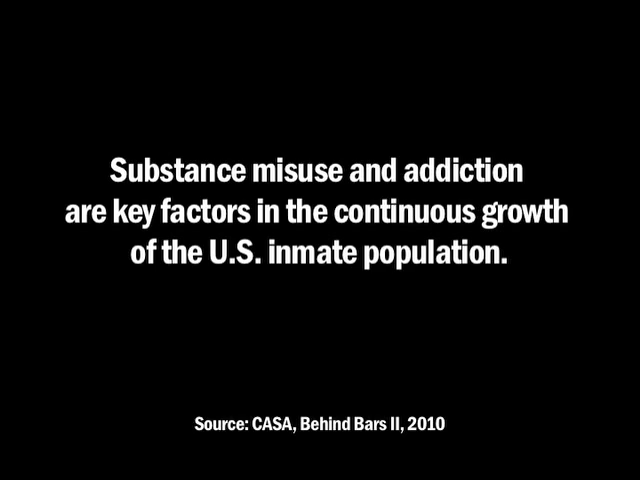 Substance misuse and addiction
are key factors in the continuous growth
of the U.S. inmate population.
Source: CASA, Behind Bars II, 2010